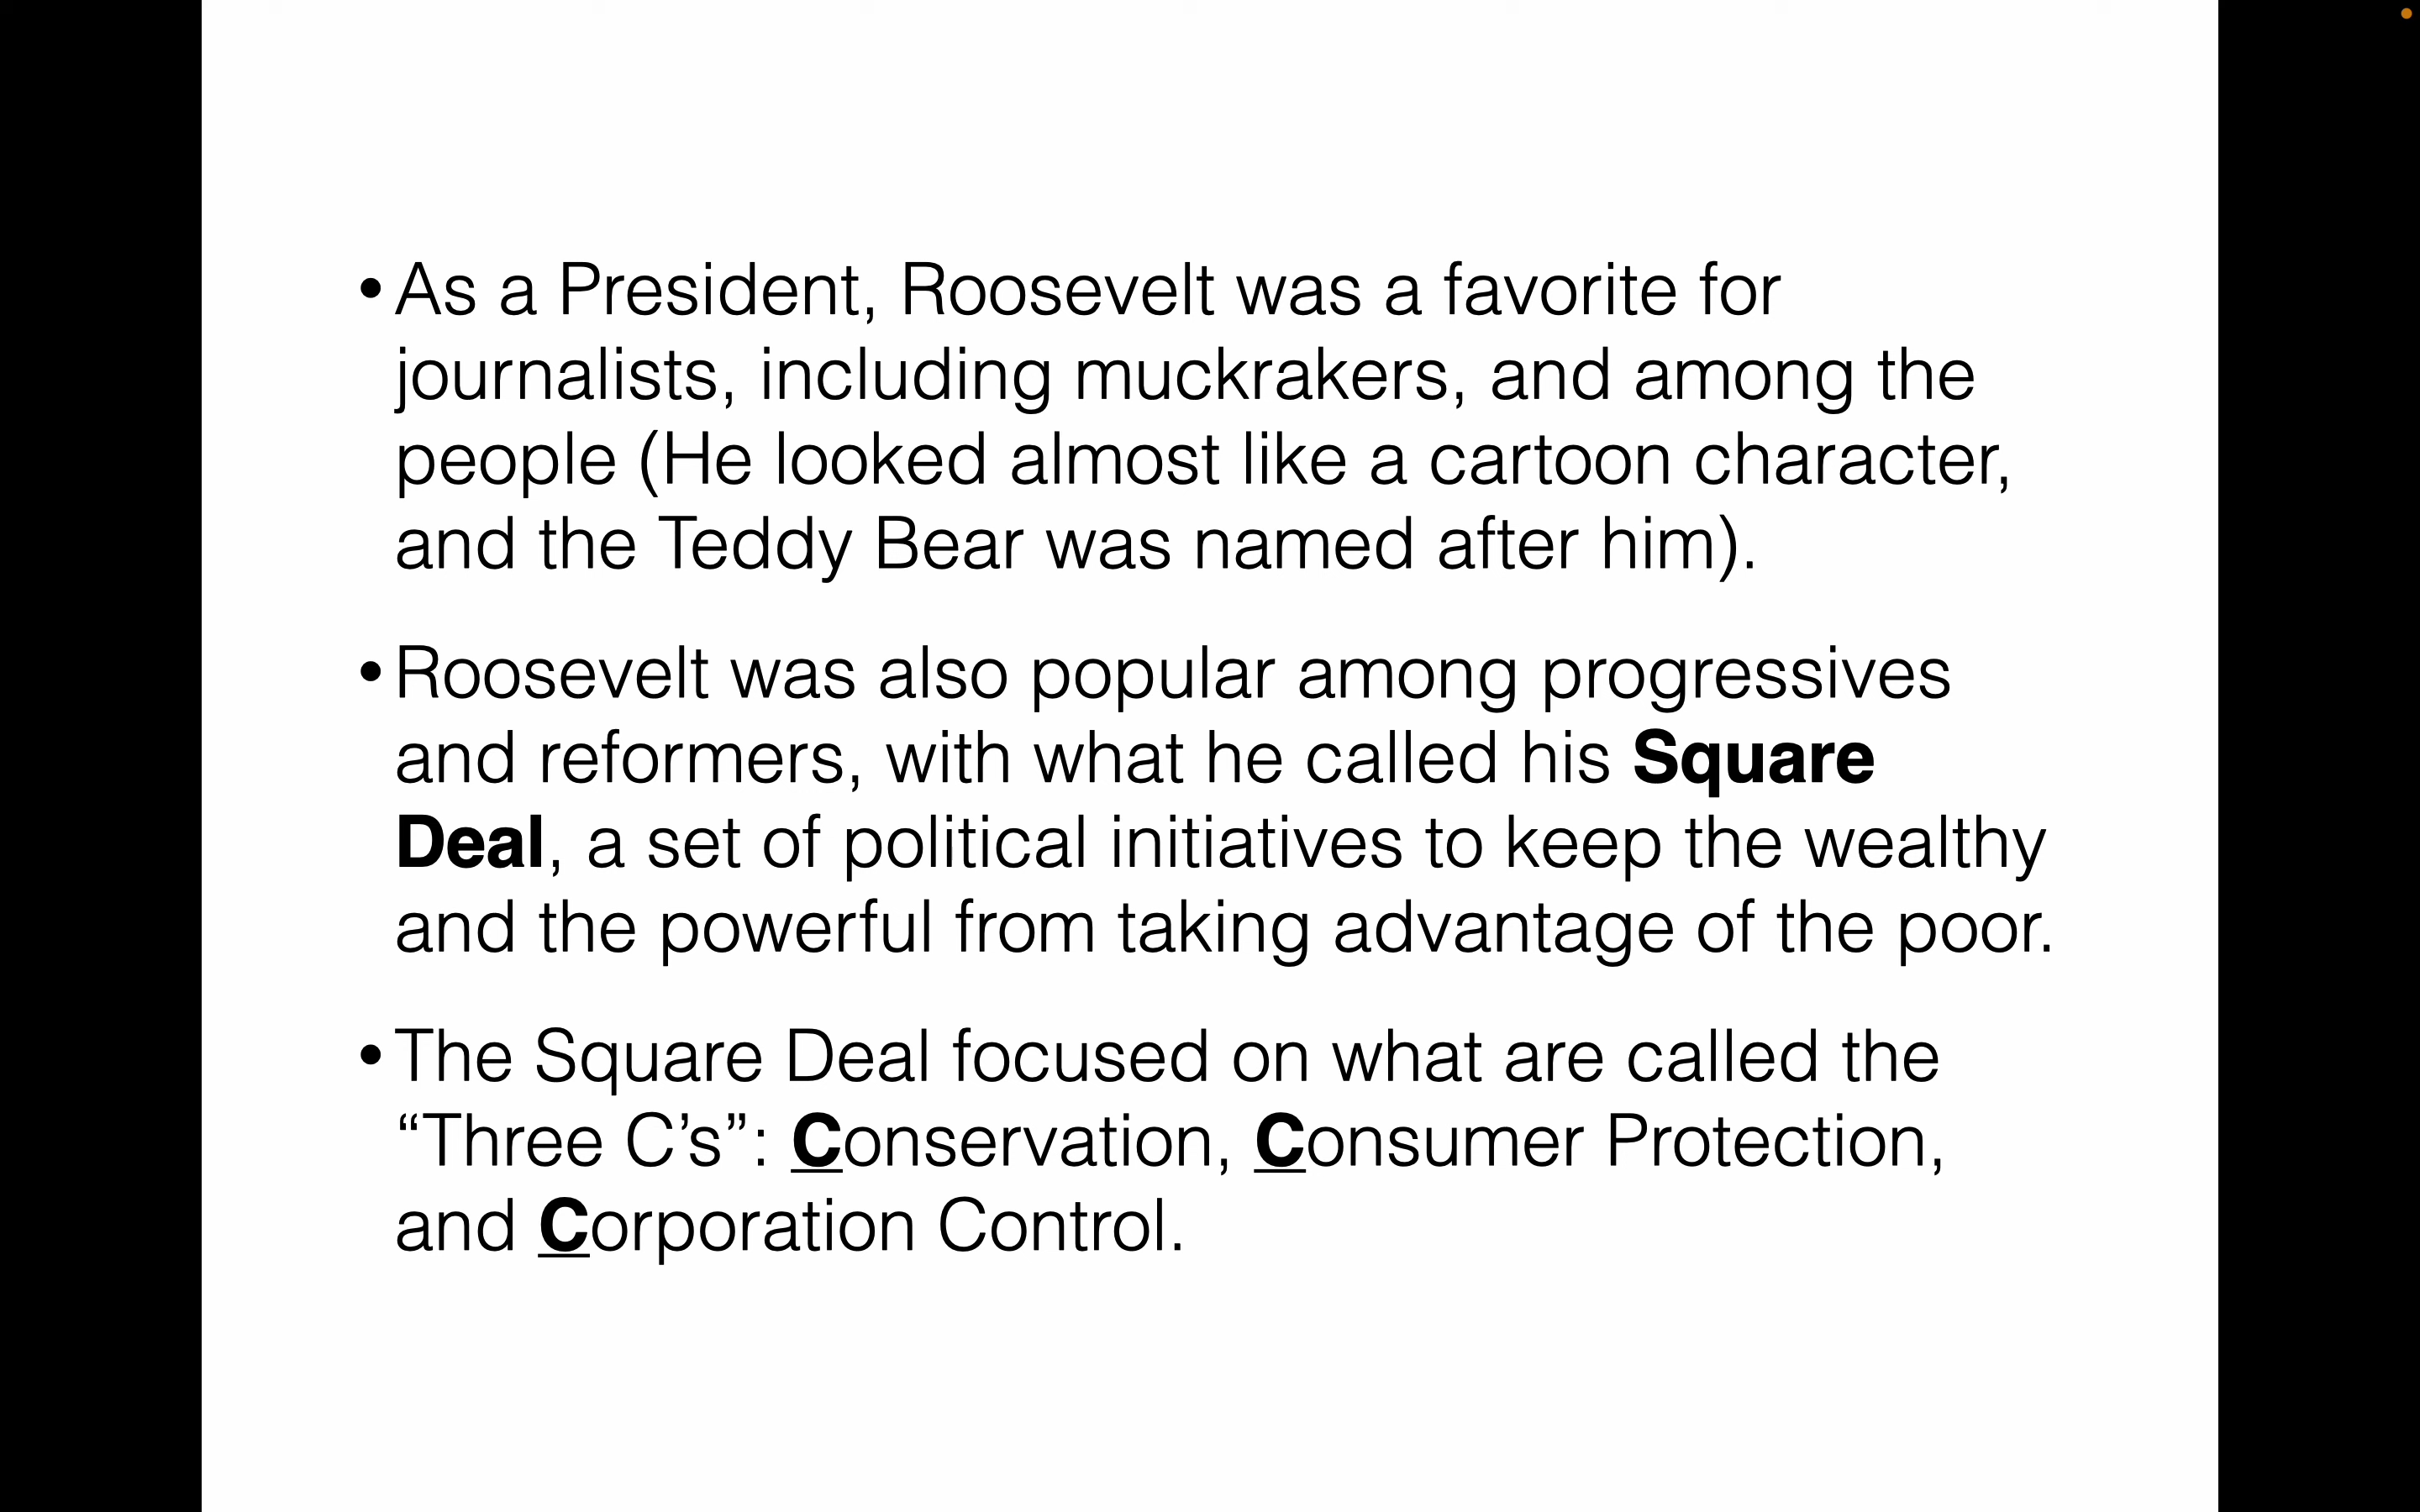 • As a President, Roosevelt was a favorite for
journalists, including muckrakers, and among the
people (He looked almost like a cartoon character,
and the Teddy Bear was named after him).
• Roosevelt was also popular among progressives
and reformers, with what he called his Square
Deal, a set of political initiatives to keep the wealthy
and the powerful from taking advantage of the poor.
• The Square Deal focused on what are called the
“Three C’s”: Conservation, Consumer Protection,
and Corporation Control.